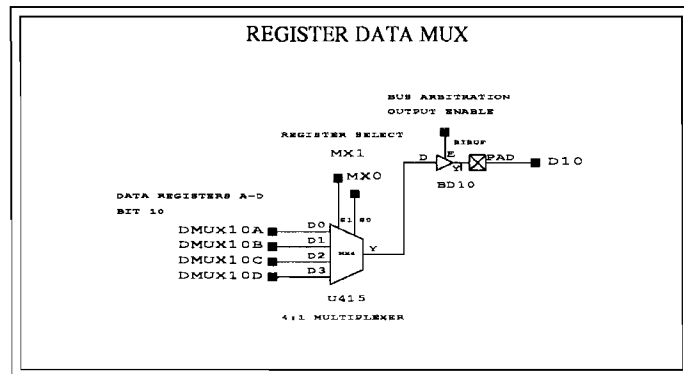 REGISTER DATA MUX
BUS ARBITRATION
OUTPUT ENABLE
REGISTER SELECT
MX1
MX0
E BIBUF
D
Y
PAD
D10
BD10
DATA REGISTERS A-D
BIT 10
S1 S0
DMUX10A D0
DMUX10B D1
DMUX10C D2
DMUX10D D3
MX4
Y
U415
4:1 MULTIPLEXER